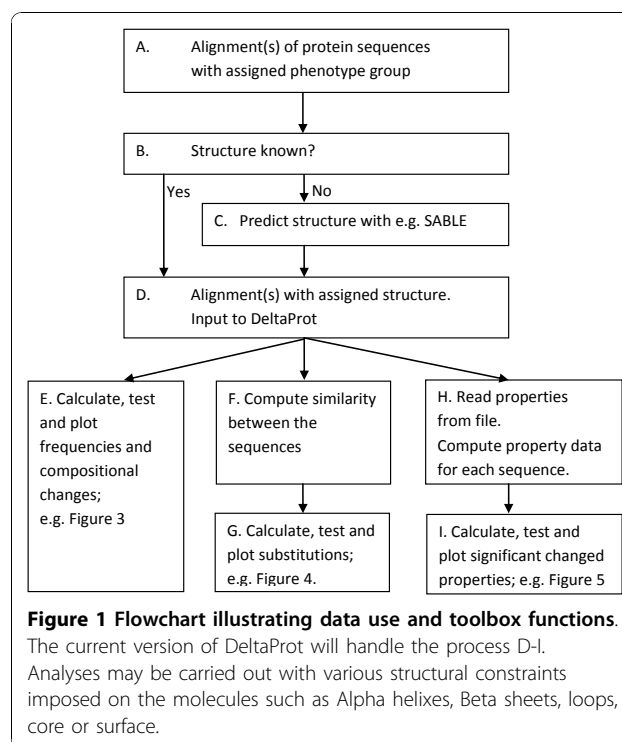 A. Alignment(s) of protein sequences
with assigned phenotype group
B. Structure known?
Yes
No
C. Predict structure with e.g. SABLE
D. Alignment(s) with assigned structure.
Input to DeltaProt
E. Calculate, test
and plot
frequencies and
compositional
changes;
e.g. Figure 3
F. Compute similarity
between the
sequences
H. Read properties
from file.
Compute property data
for each sequence.
G. Calculate, test and
plot substitutions;
e.g. Figure 4.
I. Calculate, test and
plot significant changed
properties; e.g. Figure 5
Figure 1 Flowchart illustrating data use and toolbox functions.
The current version of DeltaProt will handle the process D-I.
Analyses may be carried out with various structural constraints
imposed on the molecules such as Alpha helixes, Beta sheets, loops,
core or surface.